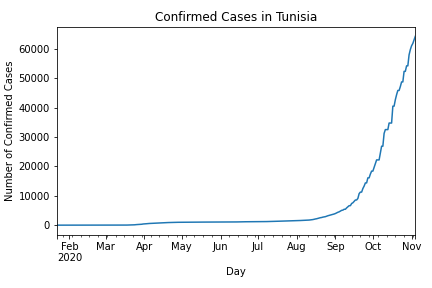 Confirmed Cases in Tunisia
Number of Confirmed Cases
60000
50000
40000
30000
20000
10000
0
Feb Mar Apr May Jun Jul Aug Sep Oct Nov
2020
Day